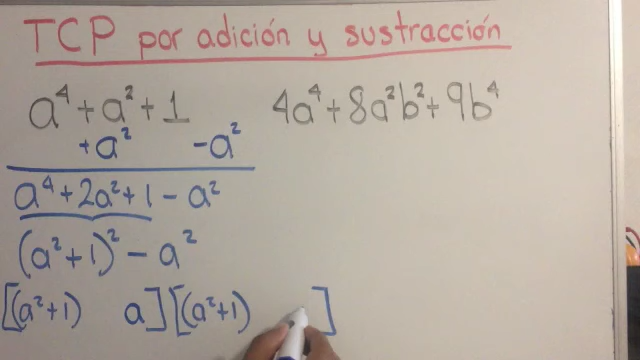 TCP por adición y sustracción
a⁴ + a² + 1    4a⁴ + 8a²b² + 9b⁴
+a²    -a²
a⁴ + 2a² + 1 - a²
(a² + 1)² - a²
[(a²+1)    a][(a²+1)    ]